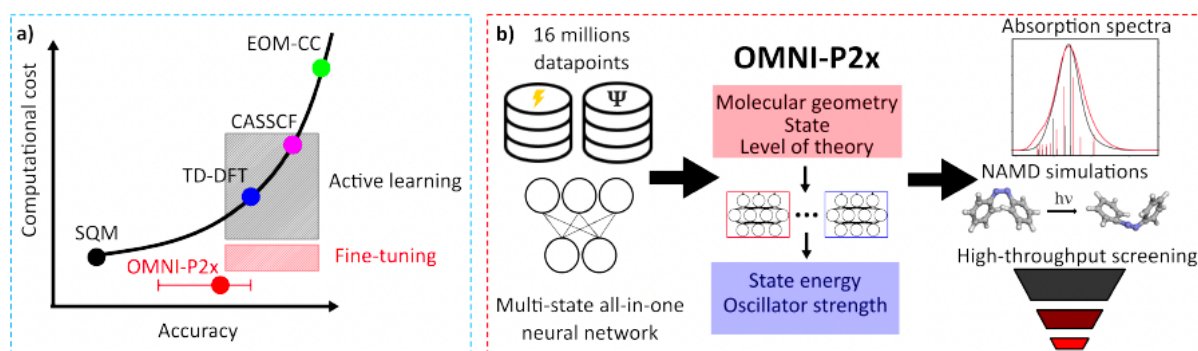 a)
Computational cost
EOM-CC
CASSCF
TD-DFT
Active learning
SQM
OMNI-P2x
Fine-tuning
Accuracy
b)
16 millions
datapoints
Ψ
Multi-state all-in-one
neural network
OMNI-P2x
Molecular geometry
State
Level of theory
State energy
Oscillator strength
Absorption spectra
NAMD simulations
hν
High-throughput screening